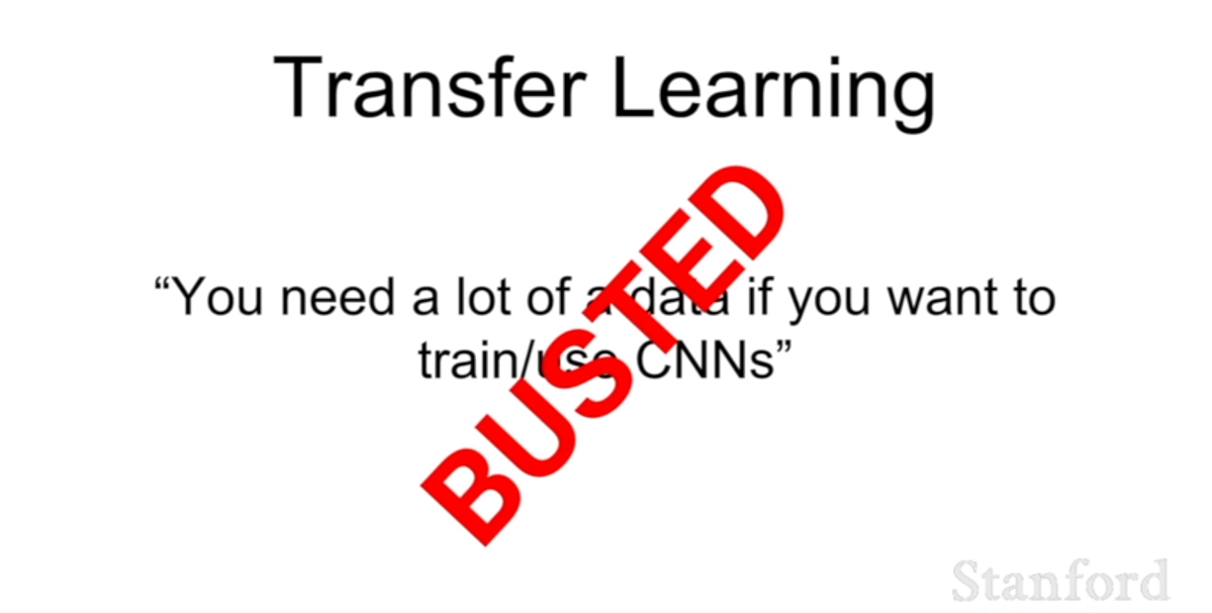 Transfer Learning
“You need a lot of a data if you want to
train/use CNNs”
BUSTED
Stanford